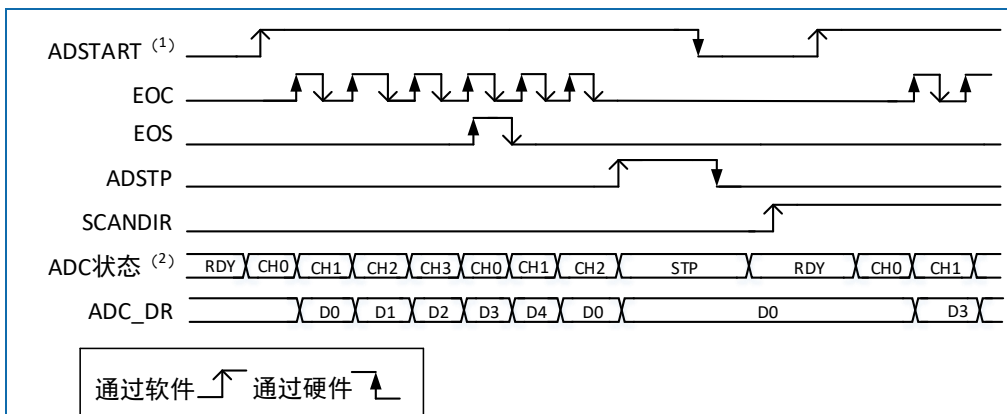 ADSTART (1)
EOC
EOS
ADSTP
SCANDIR
ADC状态 (2) RDY CH0 CH1 CH2 CH3 CH0 CH1 CH2 STP RDY CH0 CH1
ADC_DR D0 D1 D2 D3 D4 D0 D0 D3
通过软件 通过硬件